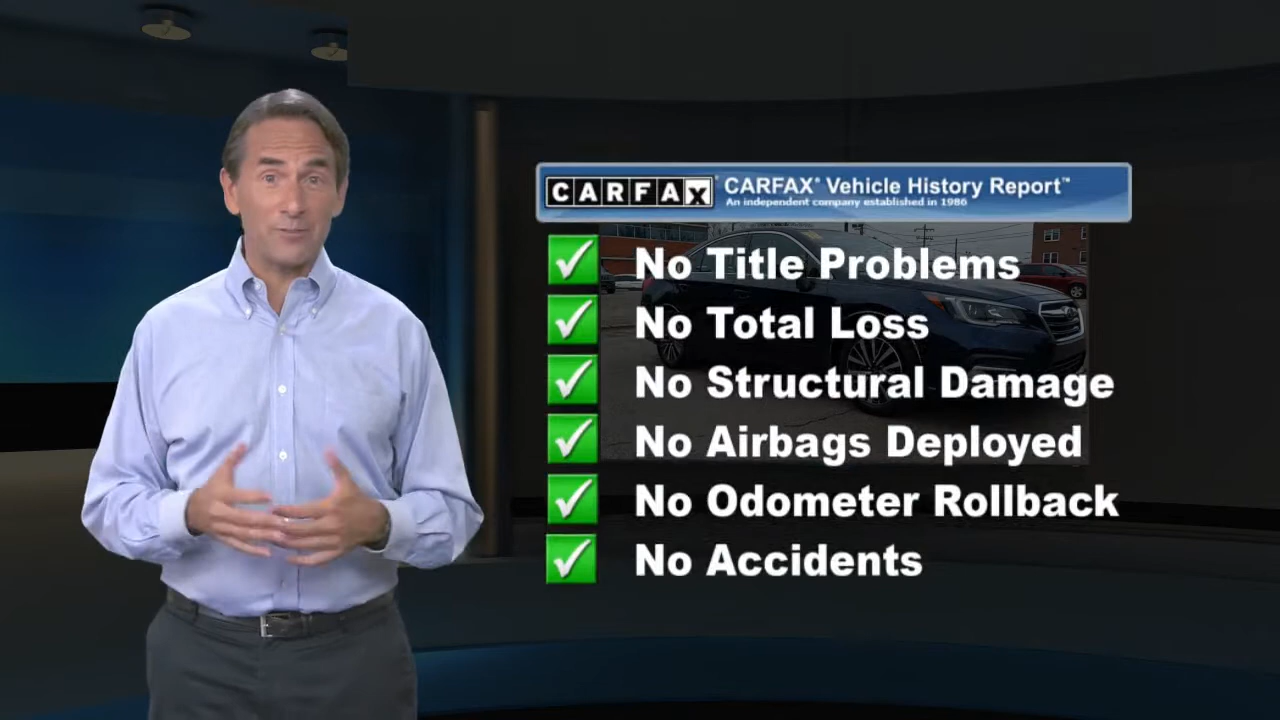 CARFAX
CARFAX® Vehicle History Report™
An independent company established in 1986
No Title Problems
No Total Loss
No Structural Damage
No Airbags Deployed
No Odometer Rollback
No Accidents